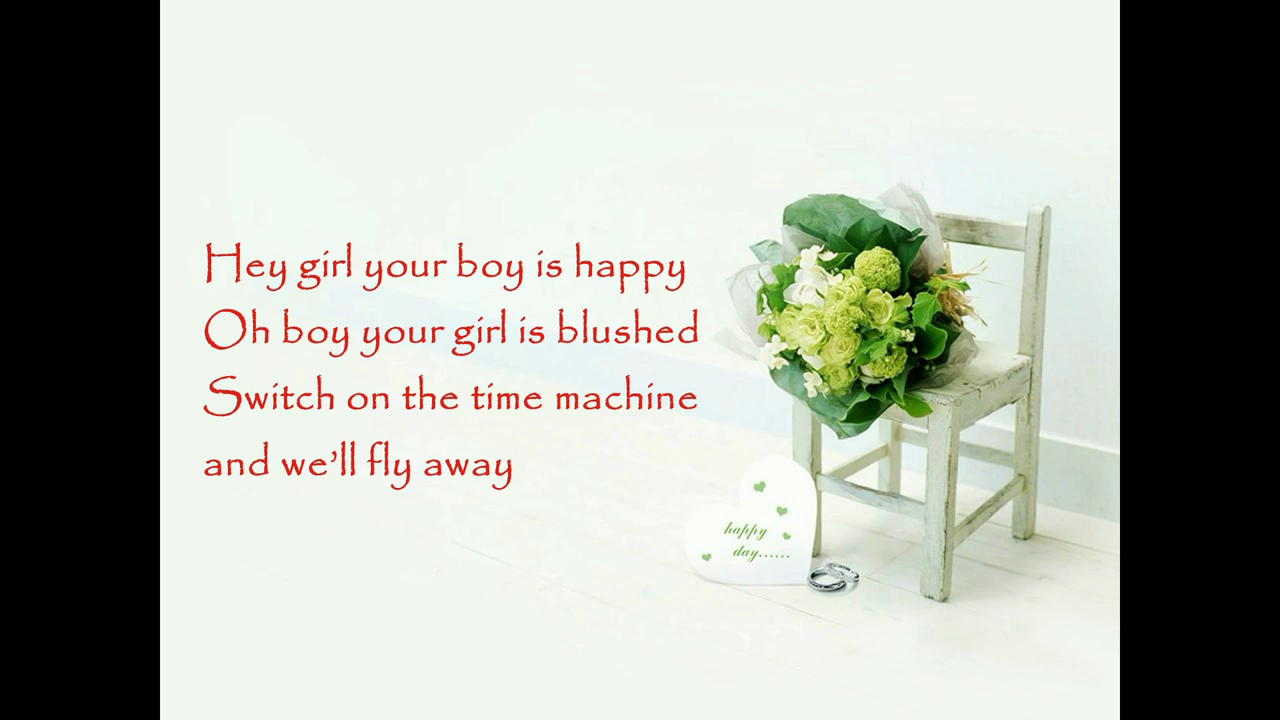 Hey girl your boy is happy
Oh boy your girl is blushed
Switch on the time machine
and we'll fly away
happy
day......